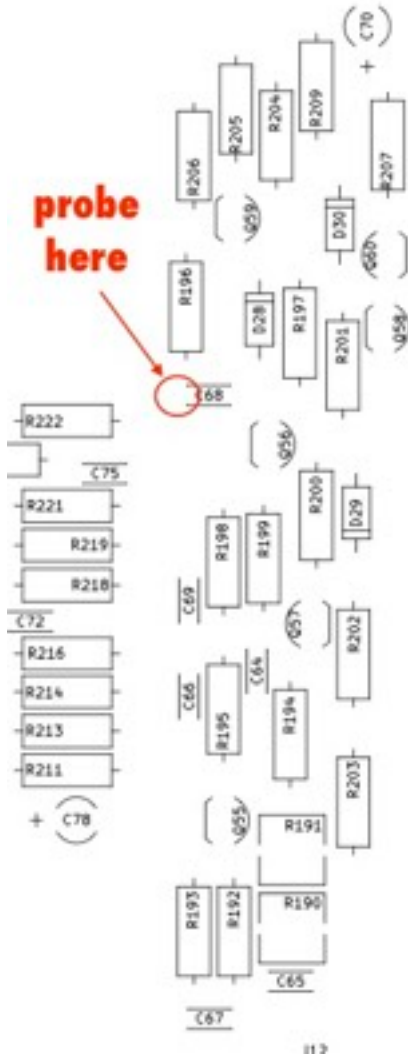 C70
+
R209
R204
R205
R206
R207
probe
here
Q59
D30
Q60
R196
D28
R197
R201
Q58
C68
R222
Q56
C75
R221
R219
R218
R198
R199
R200
D29
C69
C72
Q57
R202
R216
R214
R213
R211
C66
C64
R195
R194
R203
+ C78
Q55
R191
R190
R193
R192
C65
C67
J12